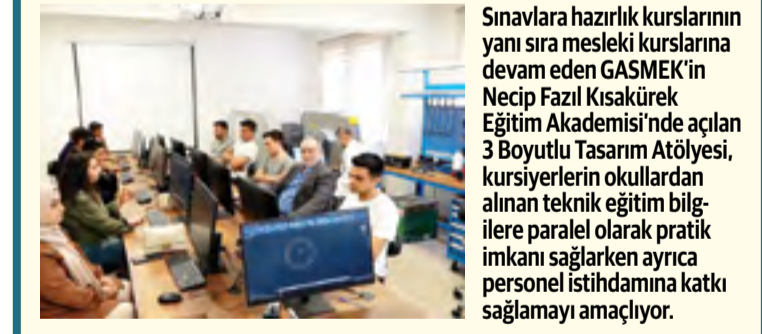 Sınavlara hazırlık kurslarının
yanı sıra mesleki kurslarına
devam eden GASMEK'in
Necip Fazıl Kısakürek
Eğitim Akademisi'nde açılan
3 Boyutlu Tasarım Atölyesi,
kursiyerlerin okullardan
alınan teknik eğitim bilg-
ilere paralel olarak pratik
imkanı sağlarken ayrıca
personel istihdamına katkı
sağlamayı amaçlıyor.